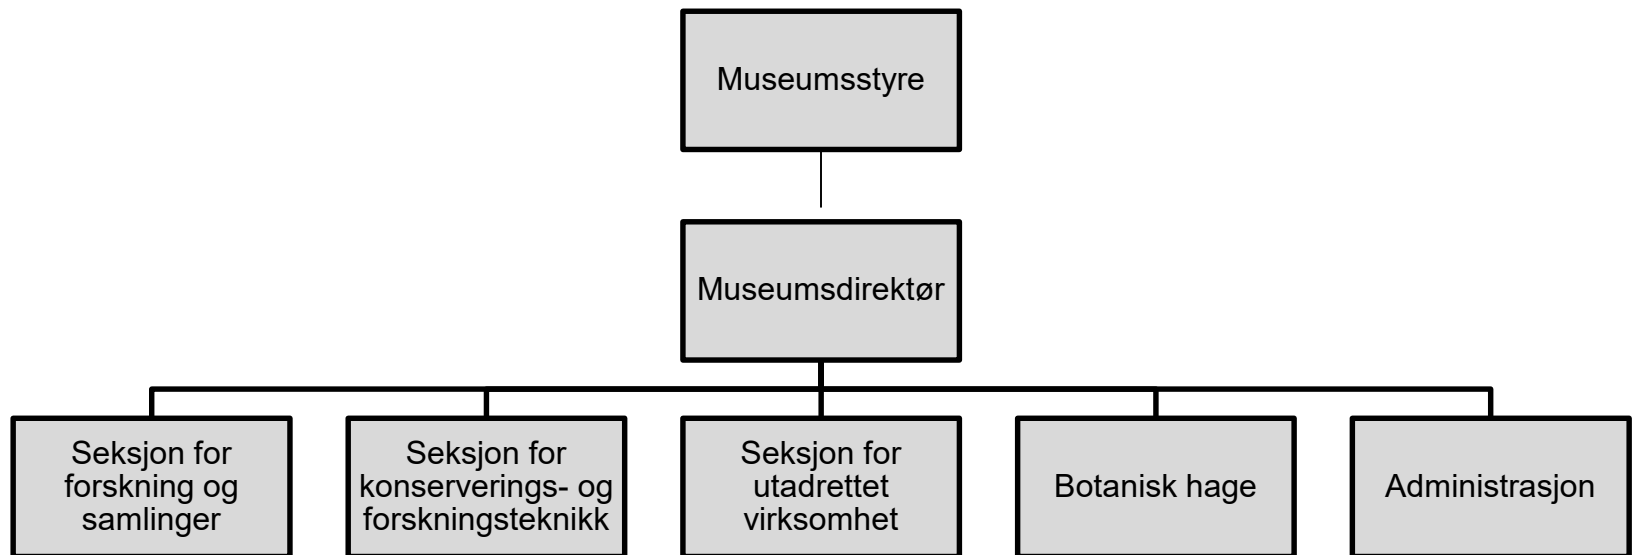 Museumsstyre
Museumsdirektør
Seksjon for
forskning og
samlinger
Seksjon for
konserverings- og
forskningsteknikk
Seksjon for
utadrettet
virksomhet
Botanisk hage
Administrasjon